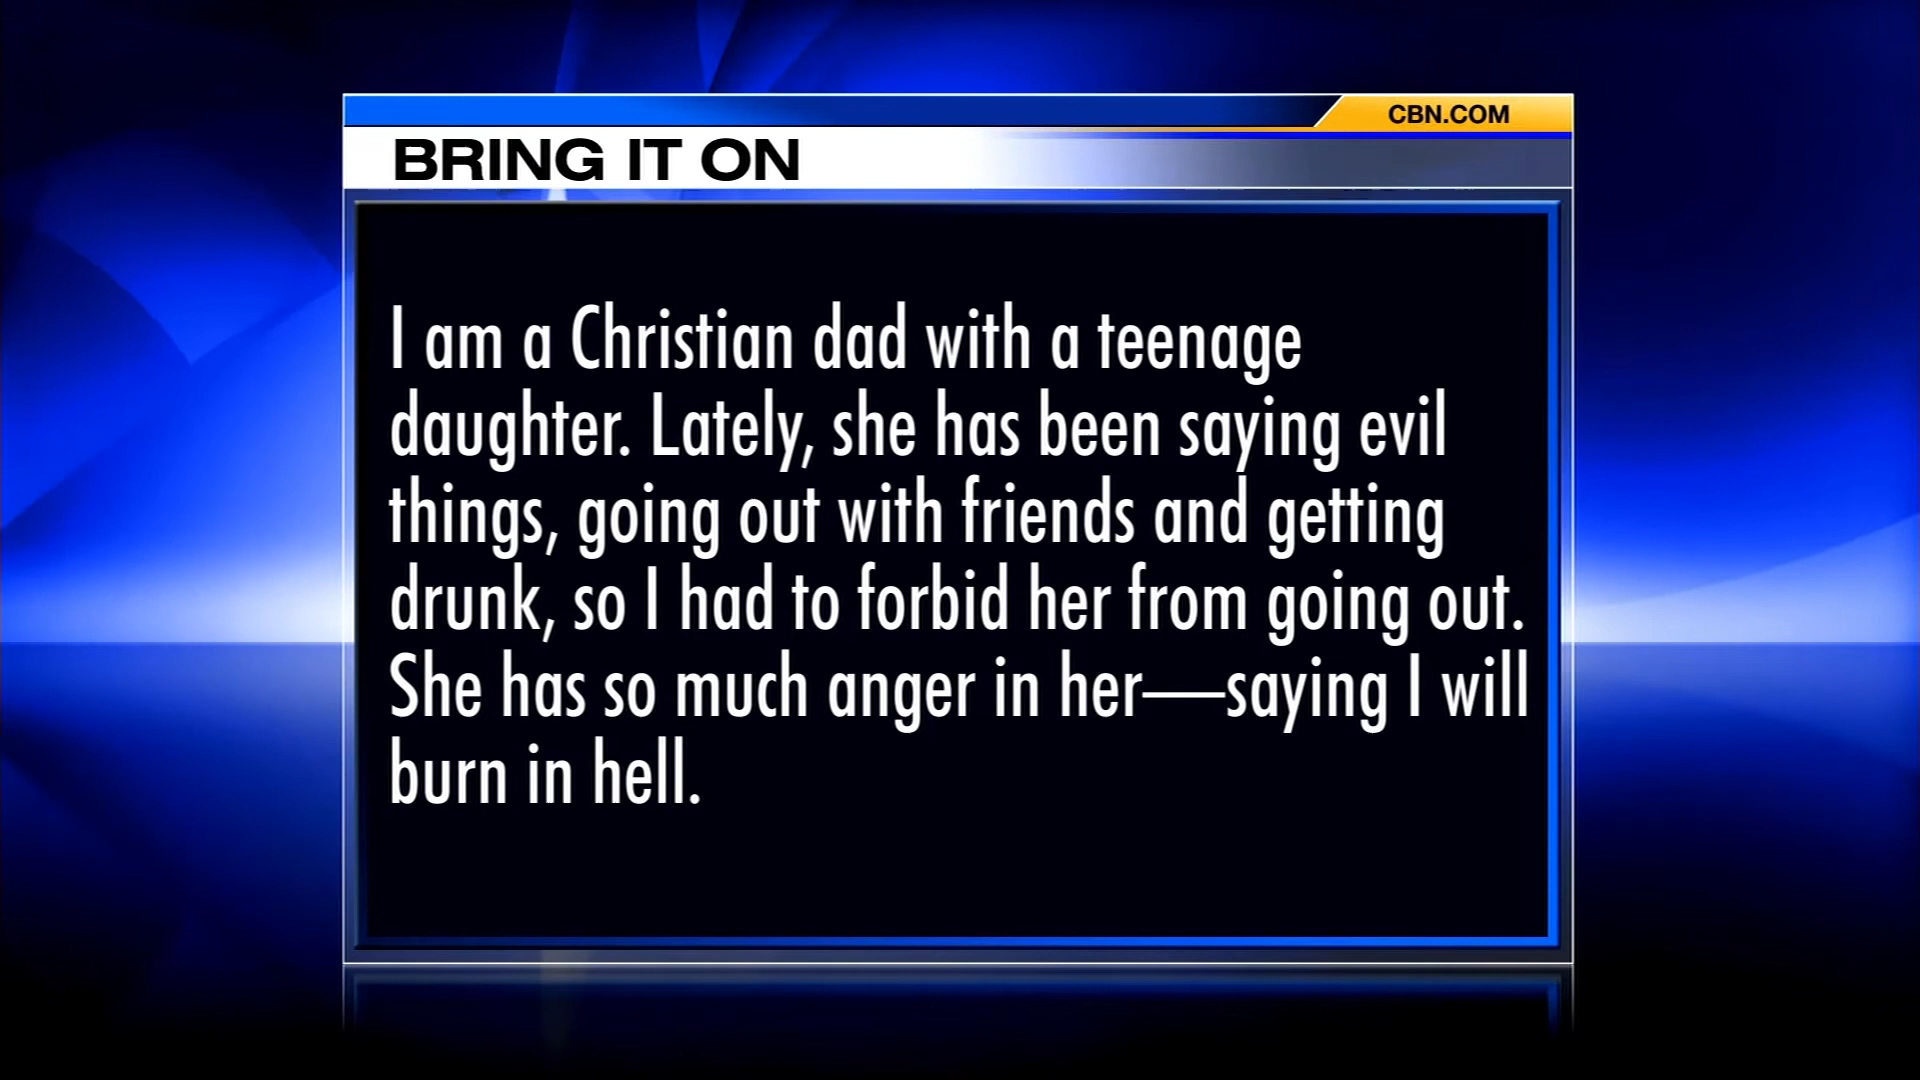 CBN.COM
BRING IT ON
I am a Christian dad with a teenage
daughter. Lately, she has been saying evil
things, going out with friends and getting
drunk, so I had to forbid her from going out.
She has so much anger in her—saying I will
burn in hell.